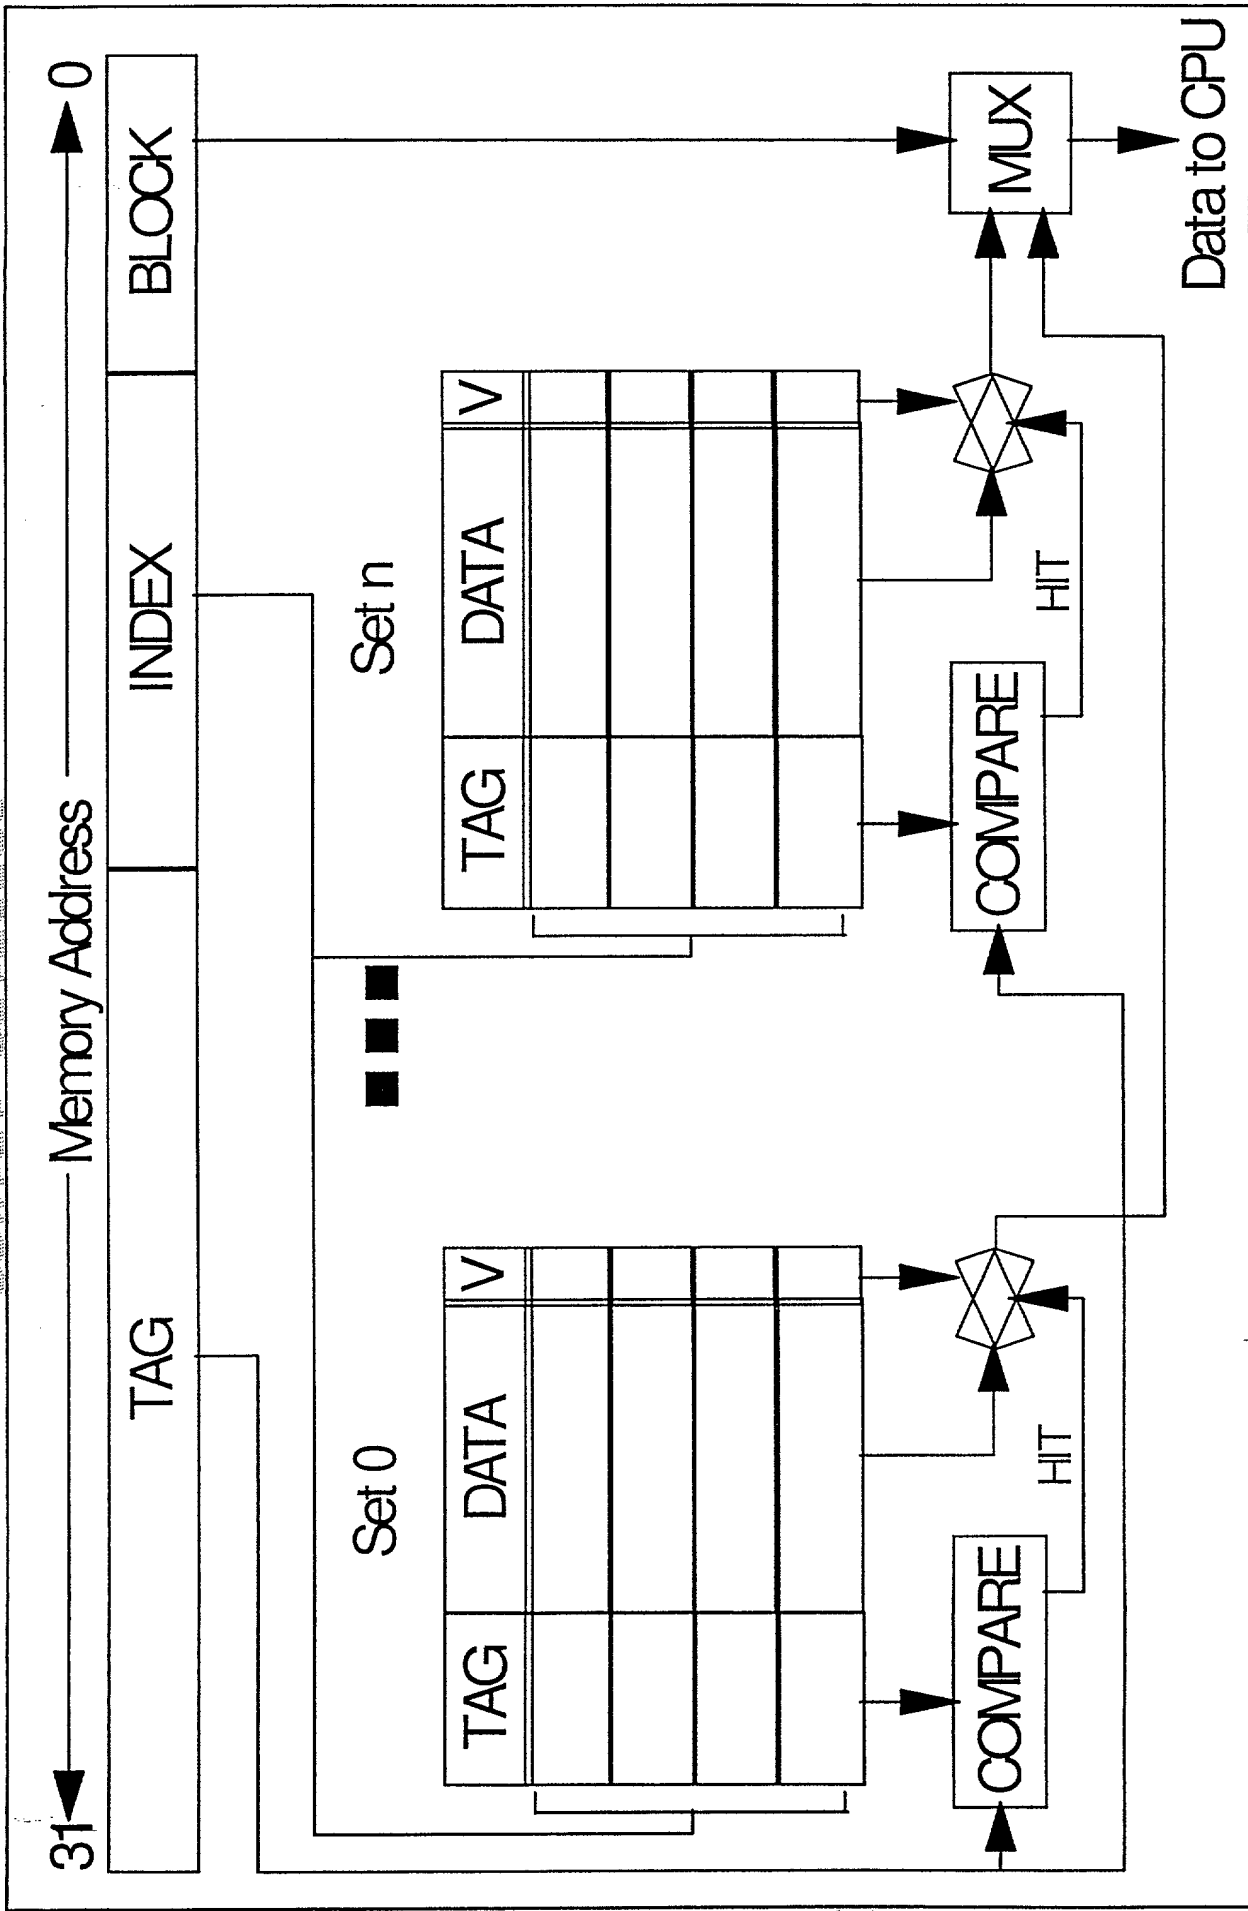 31 Memory Address 0
TAG INDEX BLOCK
Set 0 Set n
TAG DATA V TAG DATA V
COMPARE HIT COMPARE HIT MUX
Data to CPU